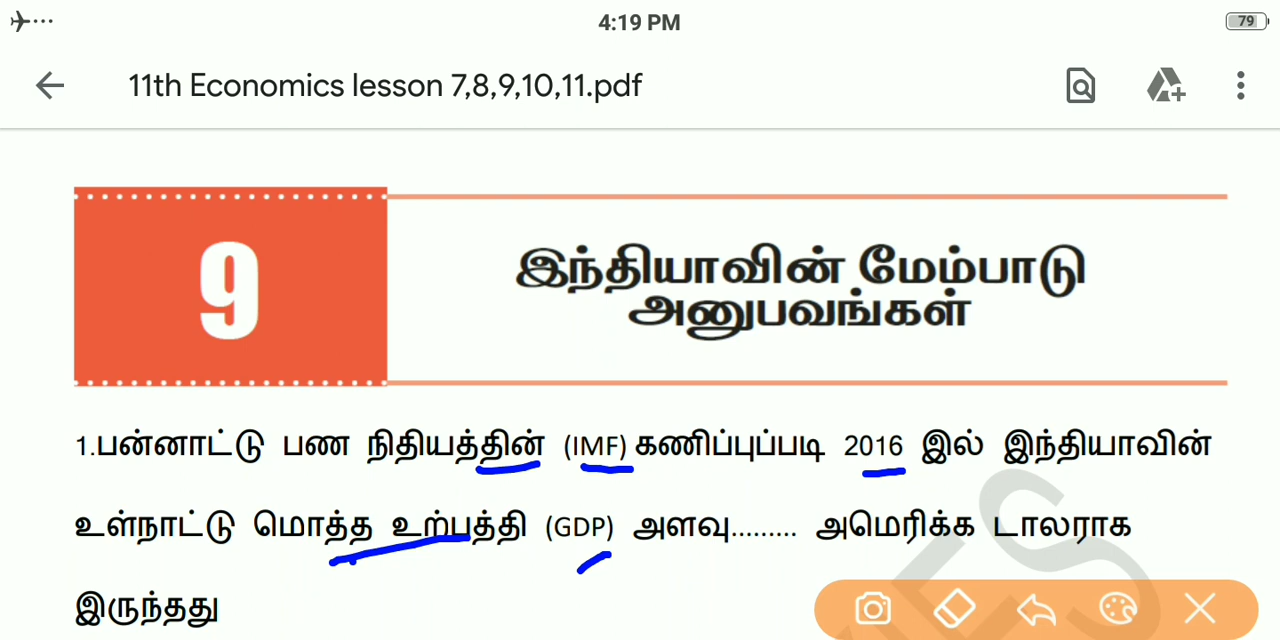 4:19 PM
79
11th Economics lesson 7,8,9,10,11.pdf
9
இந்தியாவின் மேம்பாடு
அனுபவங்கள்
1.பன்னாட்டு பண நிதியத்தின் (IMF) கணிப்புப்படி 2016 இல் இந்தியாவின்
உள்நாட்டு மொத்த உற்பத்தி (GDP) அளவு......... அமெரிக்க டாலராக
இருந்தது